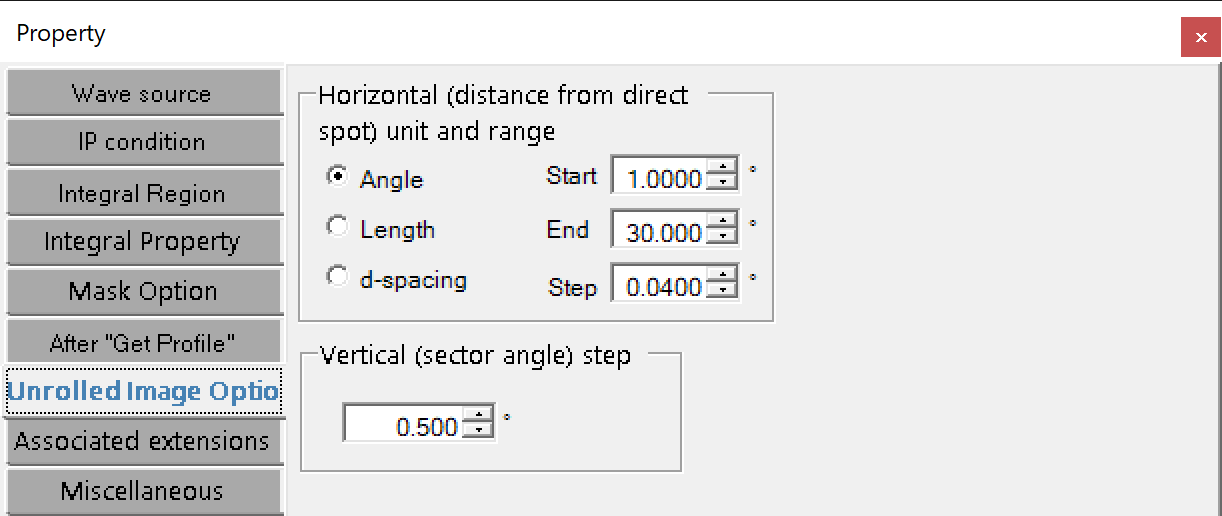 Property
×
Wave source
IP condition
Integral Region
Integral Property
Mask Option
After "Get Profile"
Unrolled Image Optio
Associated extensions
Miscellaneous
Horizontal (distance from direct
spot) unit and range
Angle
Length
d-spacing
Start 1.0000 °
End 30.000 °
Step 0.0400 °
Vertical (sector angle) step
0.500 °